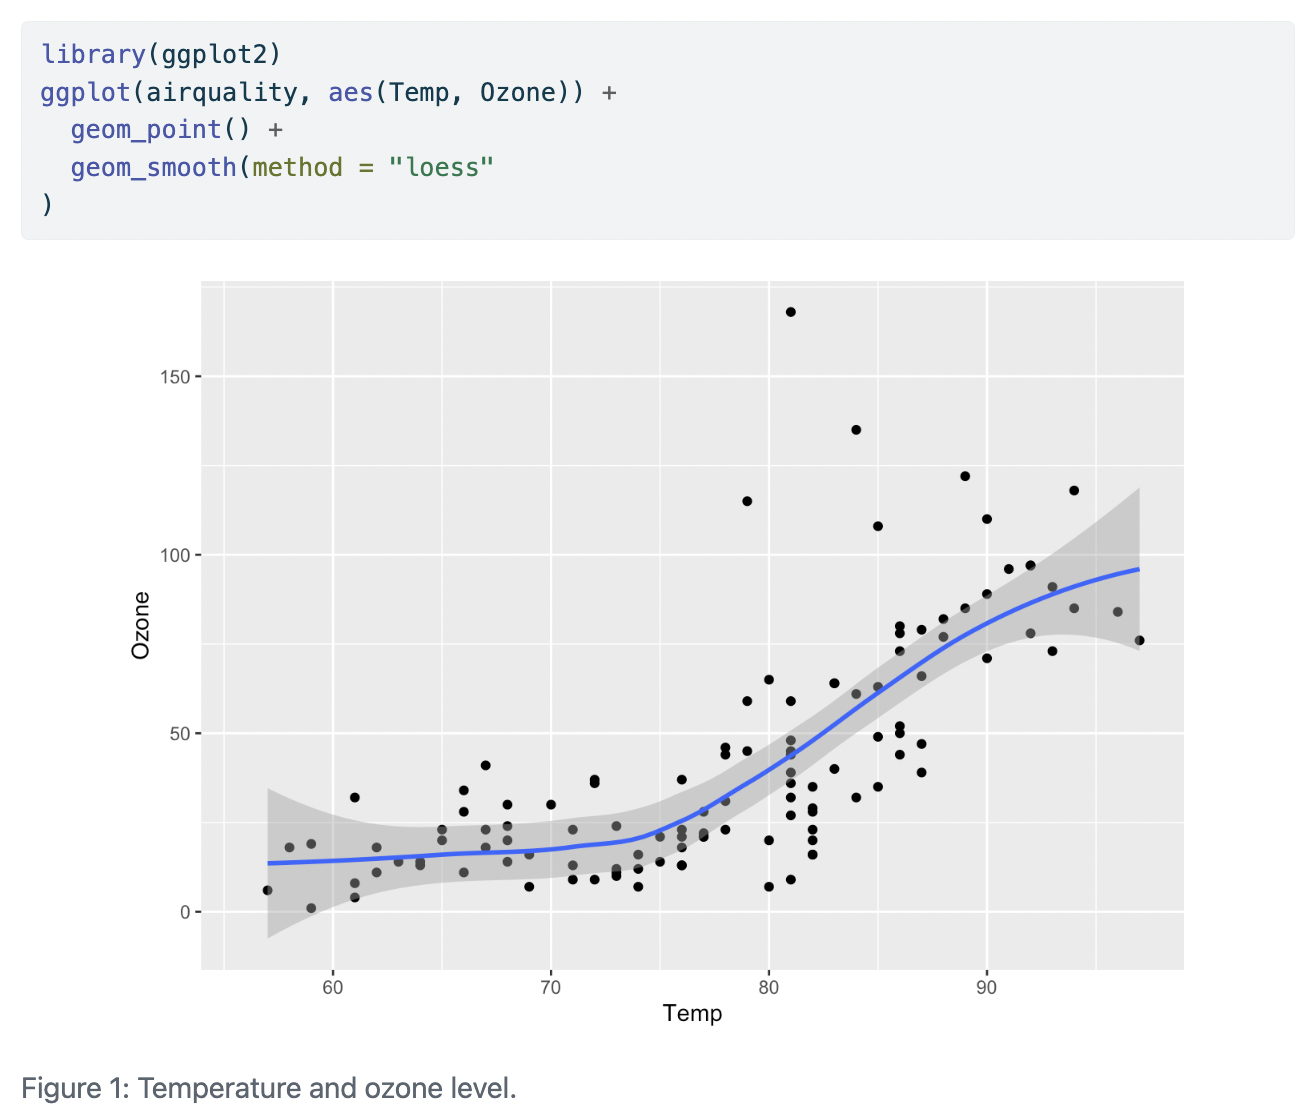 library(ggplot2)
ggplot(airquality, aes(Temp, Ozone)) +
  geom_point() +
  geom_smooth(method = "loess"
)
150
100
50
0
Ozone
60 70 80 90
Temp
Figure 1: Temperature and ozone level.